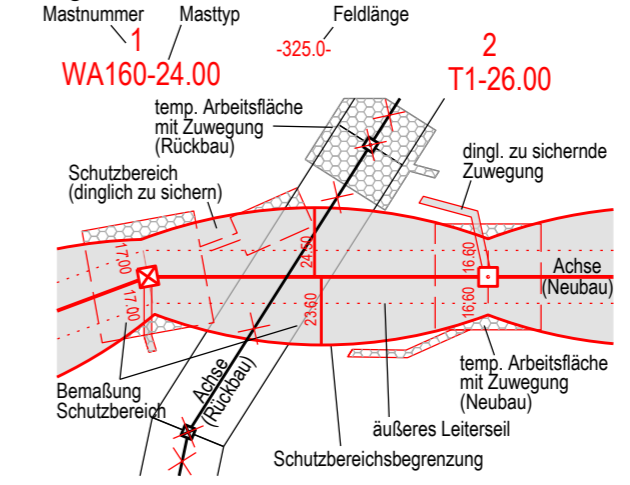 Mastnummer
Masttyp
Feldlänge
1
WA160-24.00
-325.0-
2
T1-26.00
temp. Arbeitsfläche
mit Zuwegung
(Rückbau)
dingl. zu sichernde
Zuwegung
Schutzbereich
(dinglich zu sichern)
17.00
17.00
24.50
23.60
16.60
16.60
Achse
(Neubau)
Achse
(Rückbau)
Bemaßung
Schutzbereich
temp. Arbeitsfläche
mit Zuwegung
(Neubau)
äußeres Leiterseil
Schutzbereichsbegrenzung